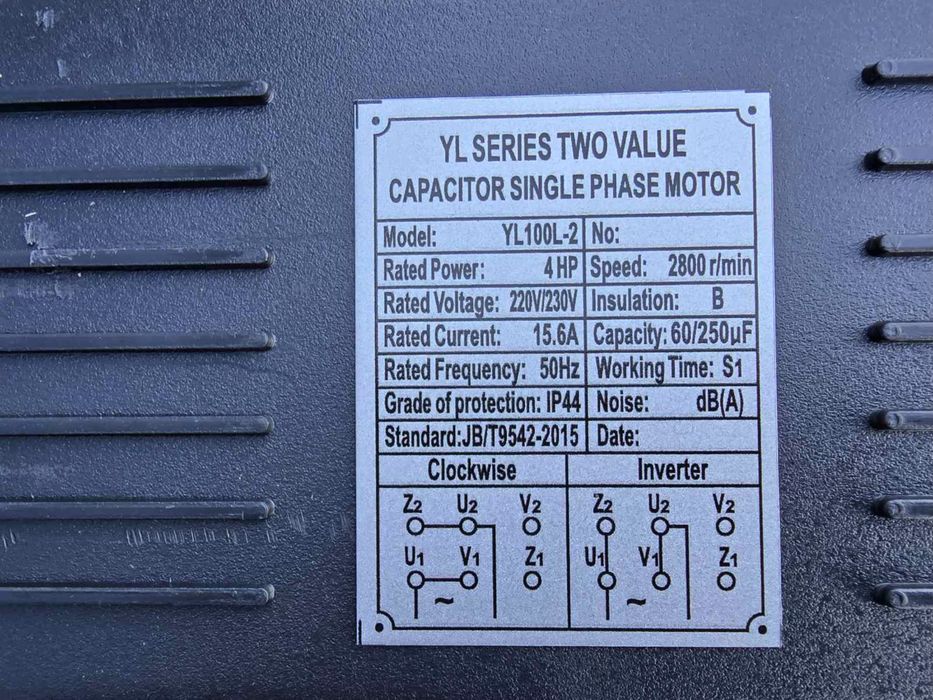 YL SERIES TWO VALUE
CAPACITOR SINGLE PHASE MOTOR
Model: YL100L-2 No:
Rated Power: 4 HP Speed: 2800 r/min
Rated Voltage: 220V/230V Insulation: B
Rated Current: 15.6A Capacity: 60/250μF
Rated Frequency: 50Hz Working Time: S1
Grade of protection: IP44 Noise: dB(A)
Standard:JB/T9542-2015 Date:
Clockwise Inverter
Z2 U2 V2 Z2 U2 V2
U1 V1 Z1 U1 V1 Z1
~ ~